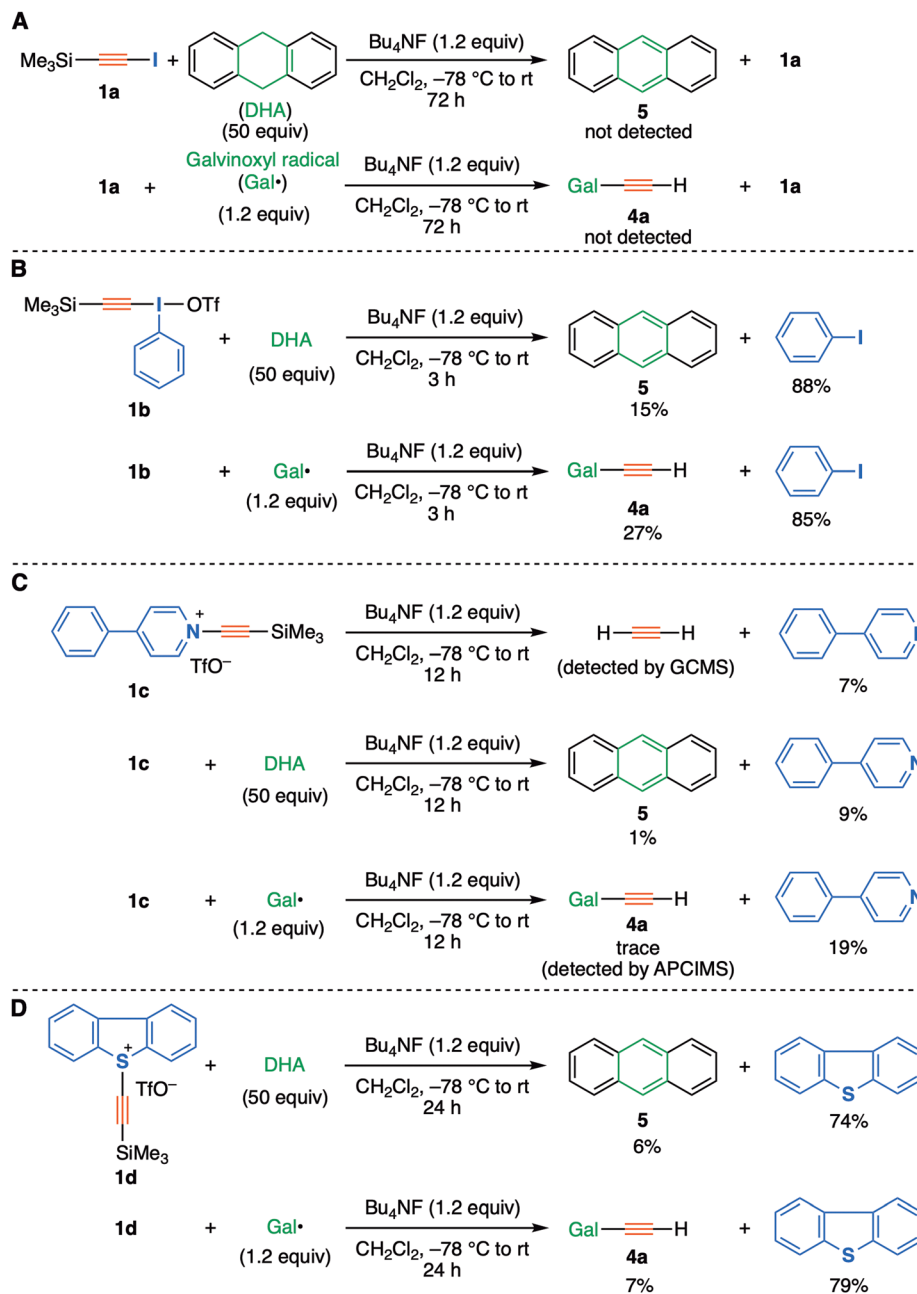 A
Me3Si
I
+
1a
(DHA)
(50 equiv)
Bu4NF (1.2 equiv)
CH2Cl2, –78 °C to rt
72 h
5
not detected
+
1a
1a
+
Galvinoxyl radical
(Gal•)
(1.2 equiv)
Bu4NF (1.2 equiv)
CH2Cl2, –78 °C to rt
72 h
Gal
H
4a
not detected
+
1a
B
Me3Si
I
OTf
1b
+
DHA
(50 equiv)
Bu4NF (1.2 equiv)
CH2Cl2, –78 °C to rt
3 h
5
15%
+
I
88%
1b
+
Gal•
(1.2 equiv)
Bu4NF (1.2 equiv)
CH2Cl2, –78 °C to rt
3 h
Gal
H
4a
27%
+
I
85%
C
N
+
SiMe3
TfO–
1c
Bu4NF (1.2 equiv)
CH2Cl2, –78 °C to rt
12 h
H
H
(detected by GCMS)
+
7%
1c
+
DHA
(50 equiv)
Bu4NF (1.2 equiv)
CH2Cl2, –78 °C to rt
12 h
5
1%
+
N
9%
1c
+
Gal•
(1.2 equiv)
Bu4NF (1.2 equiv)
CH2Cl2, –78 °C to rt
12 h
Gal
H
4a
trace
(detected by APCIMS)
+
N
19%
D
S
+
TfO–
SiMe3
1d
+
DHA
(50 equiv)
Bu4NF (1.2 equiv)
CH2Cl2, –78 °C to rt
24 h
5
6%
+
S
74%
1d
+
Gal•
(1.2 equiv)
Bu4NF (1.2 equiv)
CH2Cl2, –78 °C to rt
24 h
Gal
H
4a
7%
+
S
79%